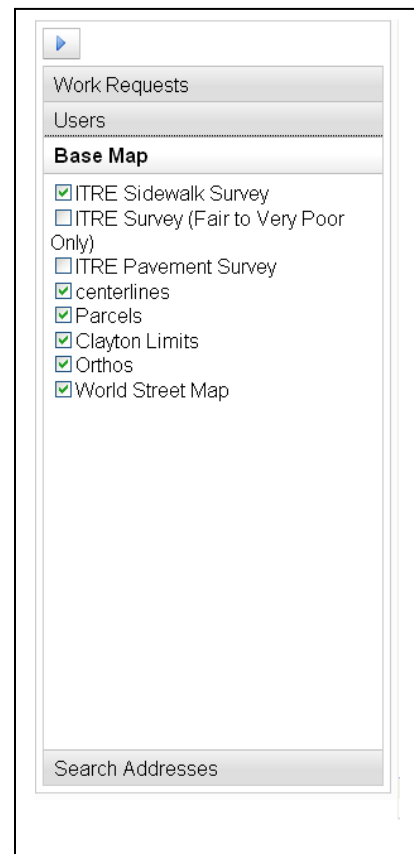 Work Requests
Users
Base Map
ITRE Sidewalk Survey
ITRE Survey (Fair to Very Poor
Only)
ITRE Pavement Survey
centerlines
Parcels
Clayton Limits
Orthos
World Street Map
Search Addresses